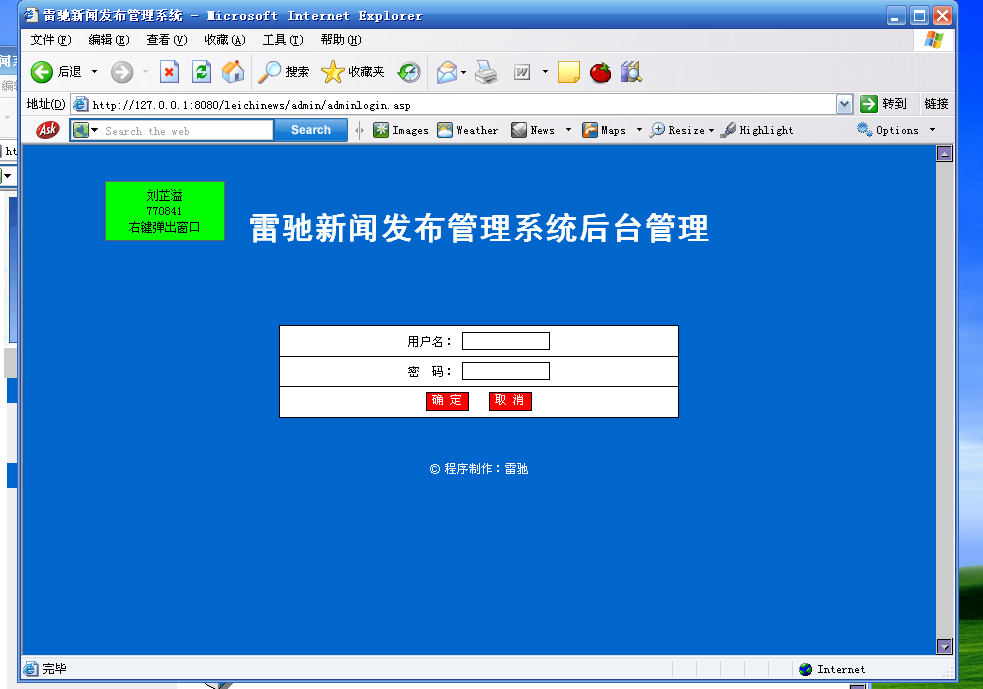 雷驰新闻发布管理系统 - Microsoft Internet Explorer
文件(F) 编辑(E) 查看(V) 收藏(A) 工具(T) 帮助(H)
后退 搜索 收藏夹
地址(D) http://127.0.0.1:8080/leichinews/admin/adminlogin.asp 转到 链接
Ask Search the web Search Images Weather News Maps Resize Highlight Options
刘芷溢
770841
右键弹出窗口
雷驰新闻发布管理系统后台管理
用户名：
密 码：
确 定 取 消
© 程序制作：雷驰
完毕 Internet